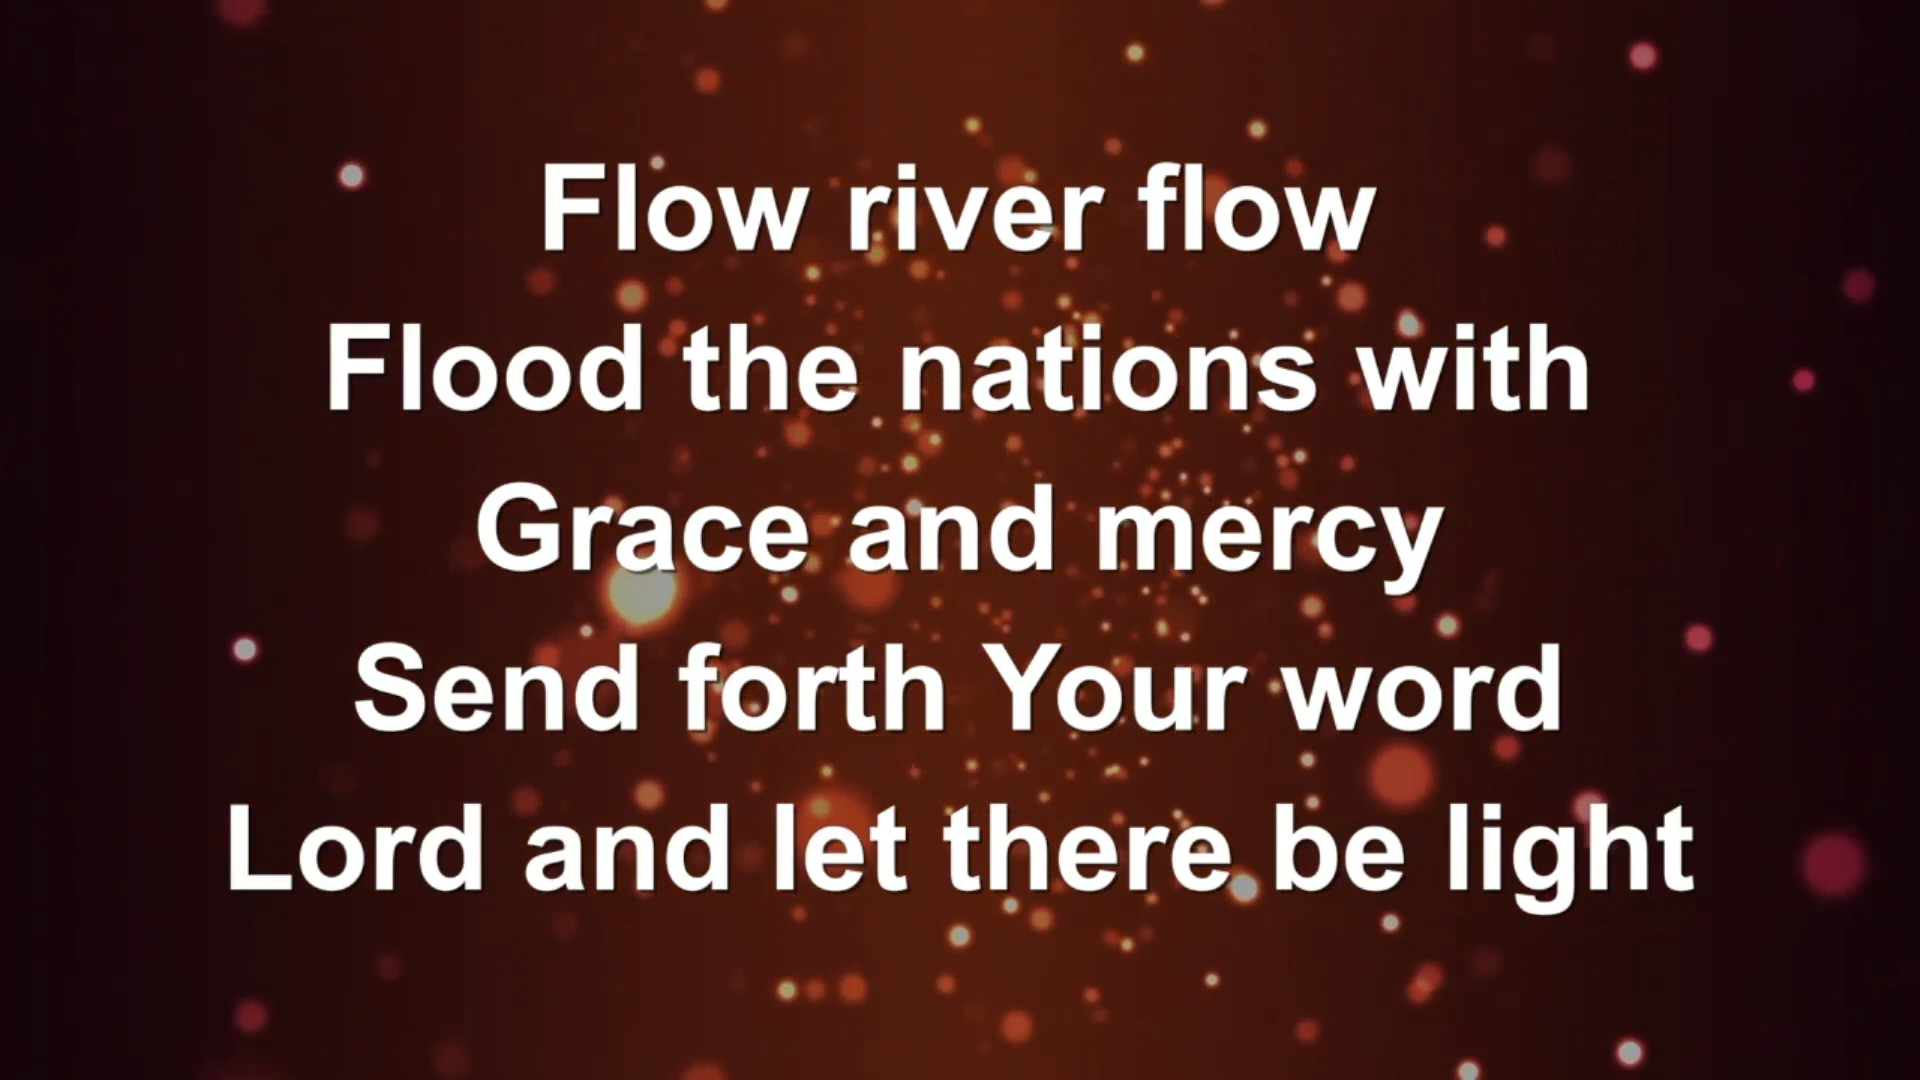 Flow river flow
Flood the nations with
Grace and mercy
Send forth Your word
Lord and let there be light